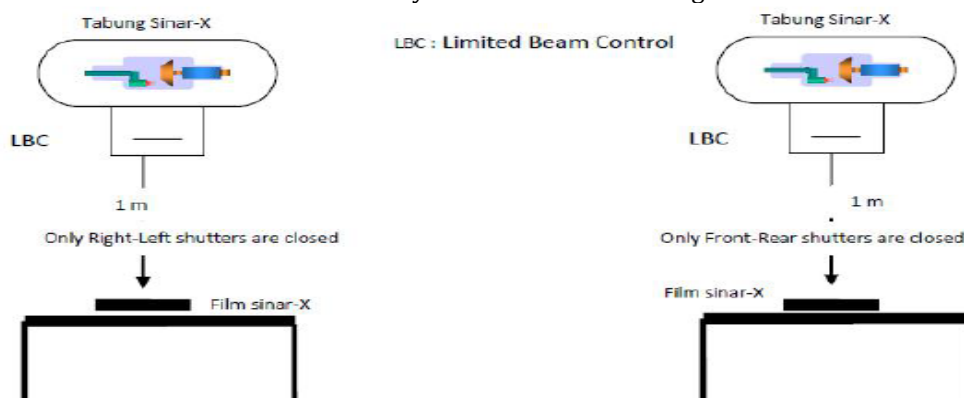 Tabung Sinar-X
LBC : Limited Beam Control
Tabung Sinar-X
LBC
LBC
1 m
1 m
Only Right-Left shutters are closed
Only Front-Rear shutters are closed
Film sinar-X
Film sinar-X